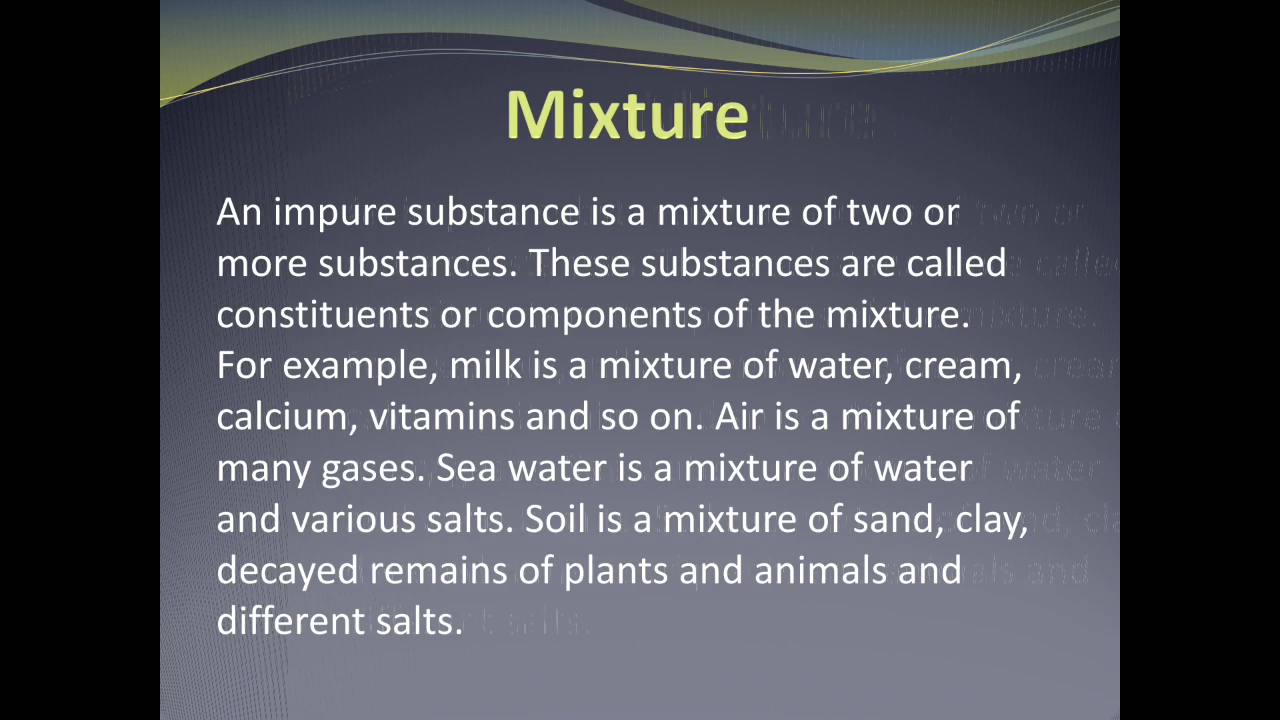 Mixture
An impure substance is a mixture of two or
more substances. These substances are called
constituents or components of the mixture.
For example, milk is a mixture of water, cream,
calcium, vitamins and so on. Air is a mixture of
many gases. Sea water is a mixture of water
and various salts. Soil is a mixture of sand, clay,
decayed remains of plants and animals and
different salts.